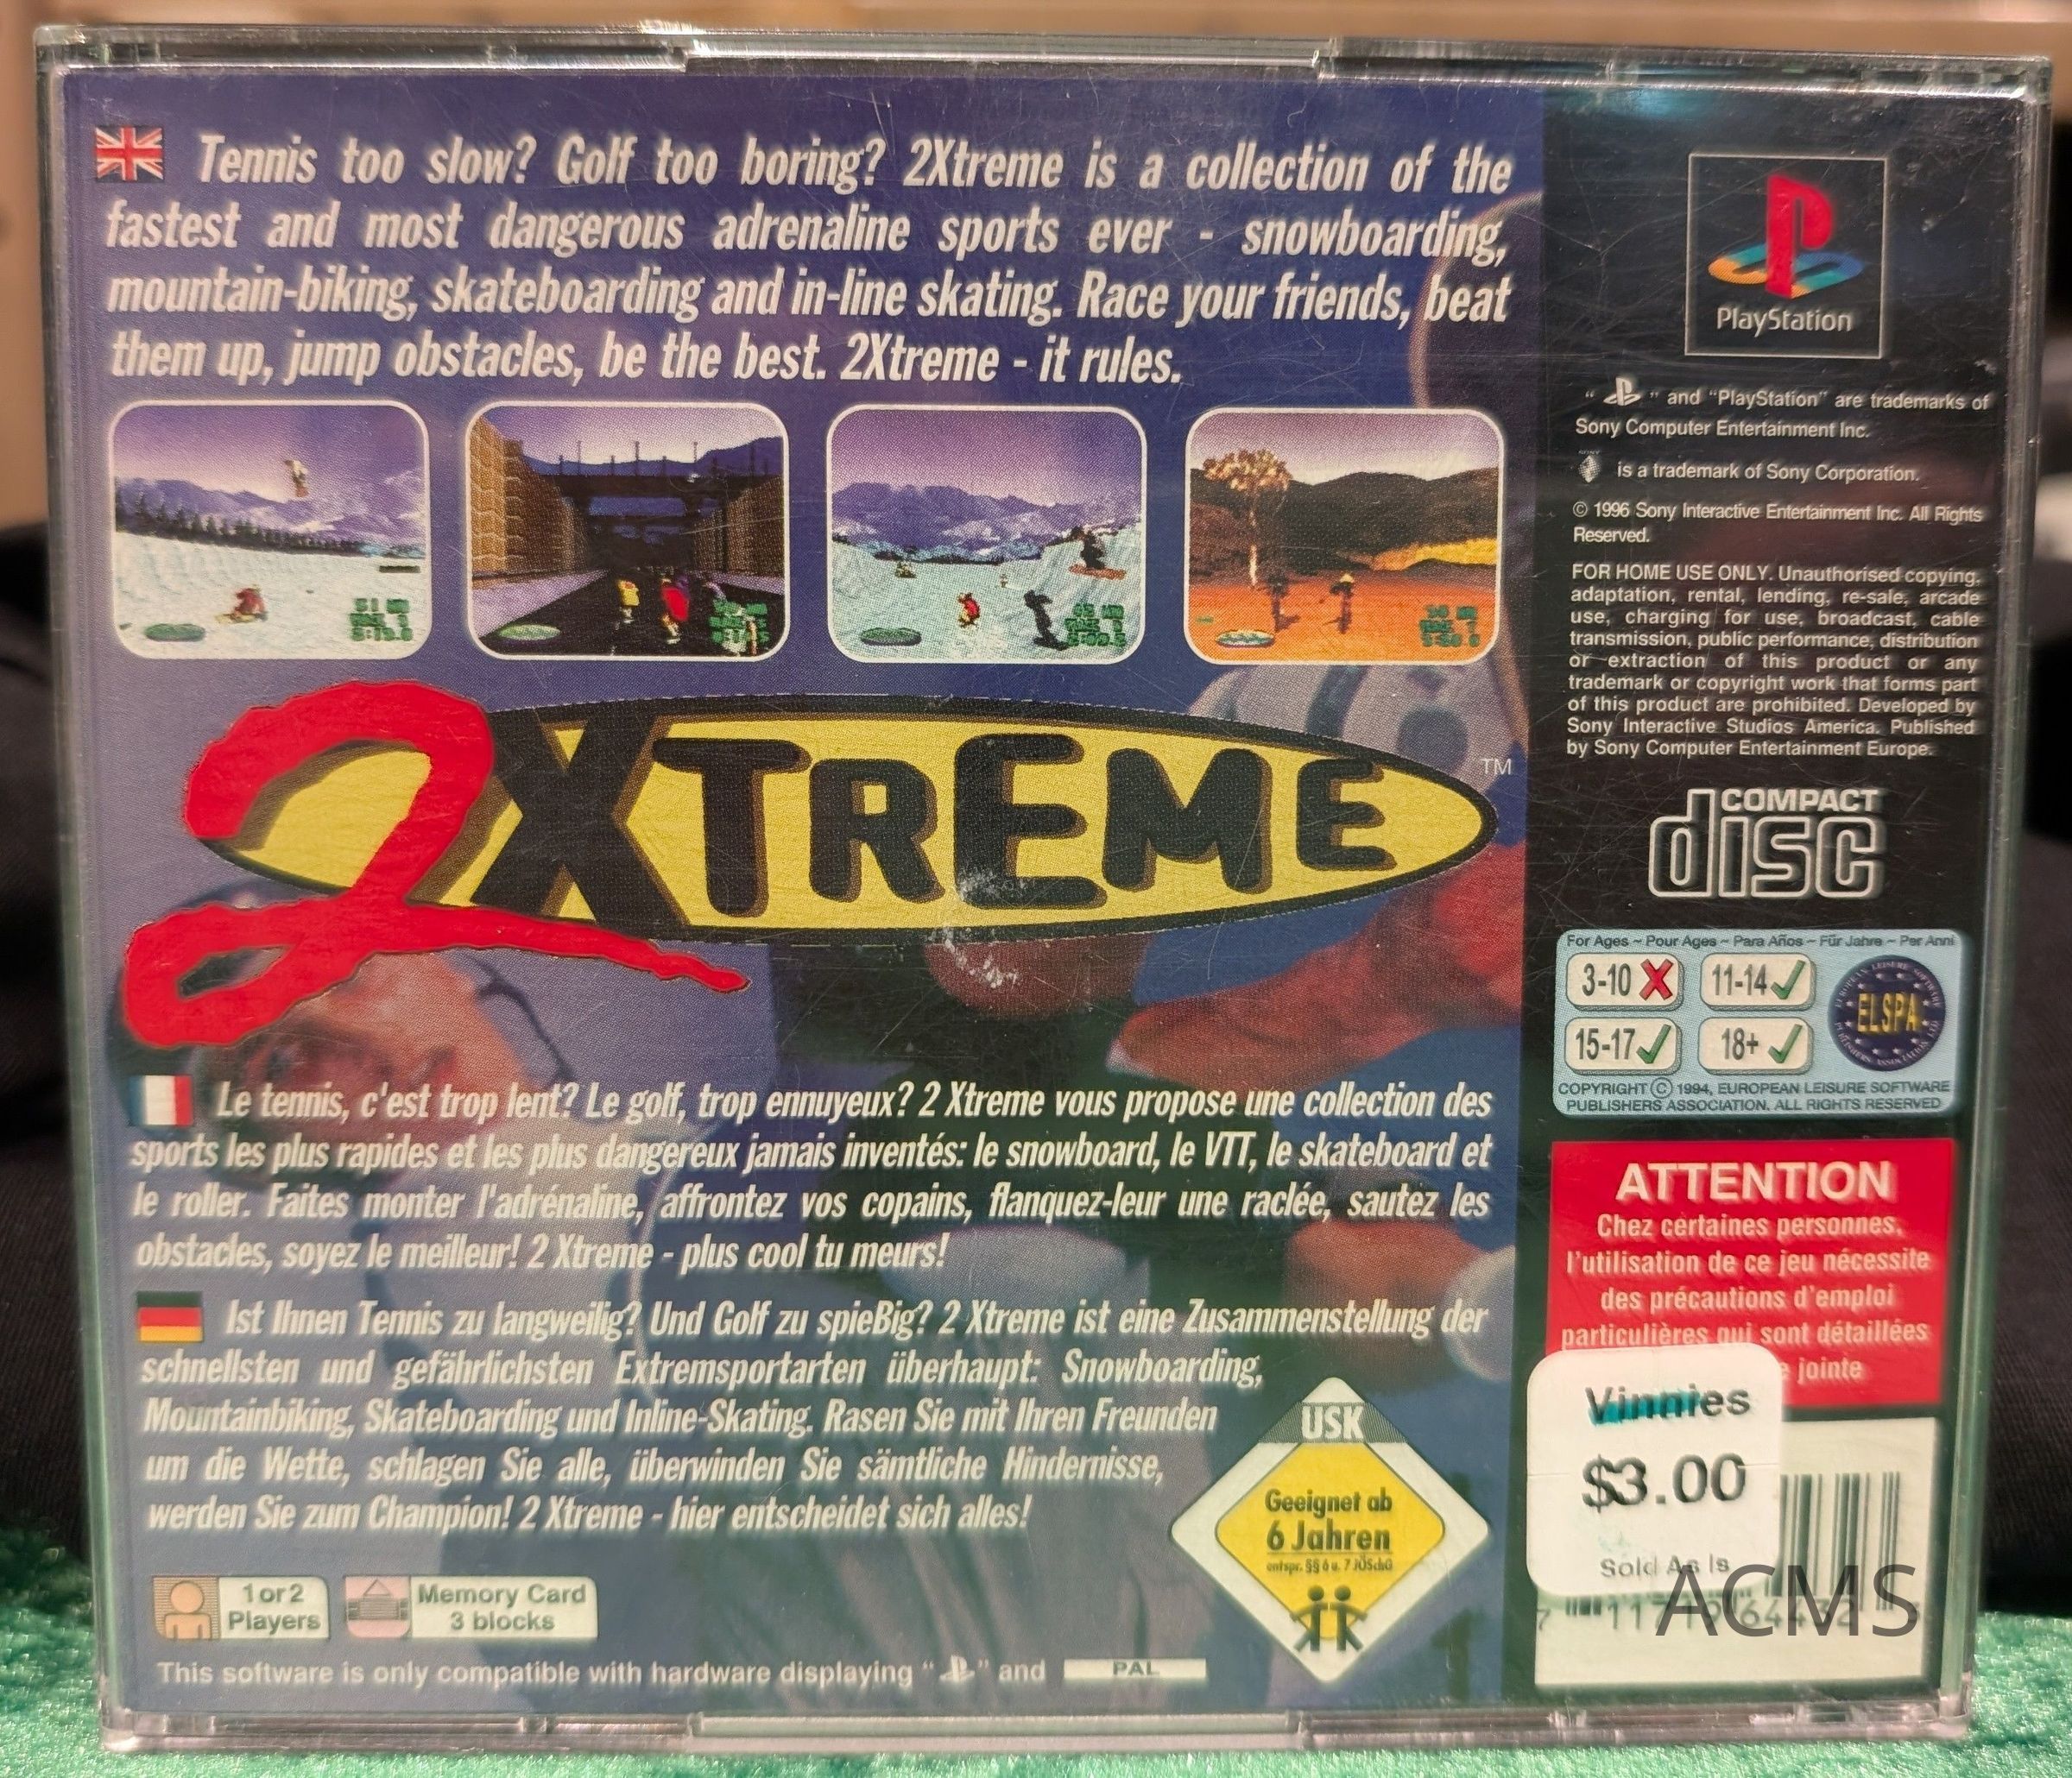 Tennis too slow? Golf too boring? 2Xtreme is a collection of the
fastest and most dangerous adrenaline sports ever - snowboarding,
mountain-biking, skateboarding and in-line skating. Race your friends, beat
them up, jump obstacles, be the best. 2Xtreme - it rules.
2XTREME TM
Le tennis, c'est trop lent? Le golf, trop ennuyeux? 2 Xtreme vous propose une collection des
sports les plus rapides et les plus dangereux jamais inventés: le snowboard, le VTT, le skateboard et
le roller. Faites monter l'adrénaline, affrontez vos copains, flanquez-leur une raclée, sautez les
obstacles, soyez le meilleur! 2 Xtreme - plus cool tu meurs!
Ist Ihnen Tennis zu langweilig? Und Golf zu spieBig? 2 Xtreme ist eine Zusammenstellung der
schnellsten und gefährlichsten Extremsportarten überhaupt: Snowboarding,
Mountainbiking, Skateboarding und Inline-Skating. Rasen Sie mit Ihren Freunden
um die Wette, schlagen Sie alle, überwinden Sie sämtliche Hindernisse,
werden Sie zum Champion! 2 Xtreme - hier entscheidet sich alles!
USK
Geeignet ab
6 Jahren
entspr. §§ 6 u. 7 JÖSchG
1 or 2
Players
Memory Card
3 blocks
This software is only compatible with hardware displaying " " and PAL
PlayStation
" " and "PlayStation" are trademarks of
Sony Computer Entertainment Inc.
is a trademark of Sony Corporation.
© 1996 Sony Interactive Entertainment Inc. All Rights
Reserved.
FOR HOME USE ONLY. Unauthorised copying,
adaptation, rental, lending, re-sale, arcade
use, charging for use, broadcast, cable
transmission, public performance, distribution
or extraction of this product or any
trademark or copyright work that forms part
of this product are prohibited. Developed by
Sony Interactive Studios America. Published
by Sony Computer Entertainment Europe.
COMPACT
disc
For Ages ~ Pour Ages ~ Para Años ~ Für Jahre ~ Per Anni
3-10 11-14
15-17 18+
ELSPA
COPYRIGHT © 1994, EUROPEAN LEISURE SOFTWARE
PUBLISHERS ASSOCIATION. ALL RIGHTS RESERVED
ATTENTION
Chez certaines personnes,
l'utilisation de ce jeu nécessite
des précautions d'emploi
particulières qui sont détaillées
jointe
Vinnies
$3.00
Sold As Is
ACMS